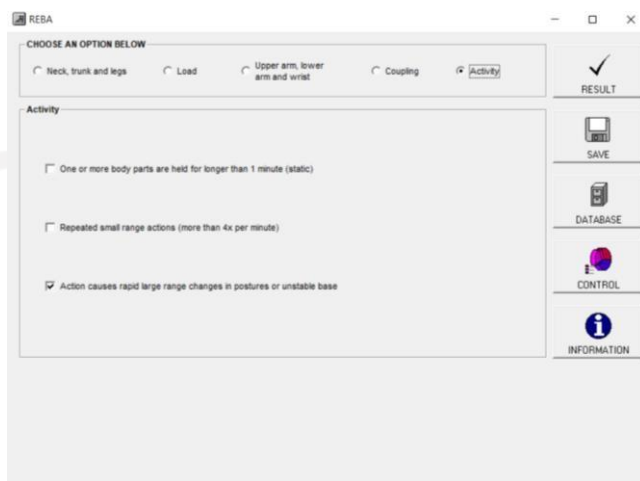 REBA
CHOOSE AN OPTION BELOW
Neck, trunk and legs
Load
Upper arm, lower
arm and wrist
Coupling
Activity
RESULT
Activity
One or more body parts are held for longer than 1 minute (static)
SAVE
Repeated small range actions (more than 4x per minute)
DATABASE
Action causes rapid large range changes in postures or unstable base
CONTROL
INFORMATION